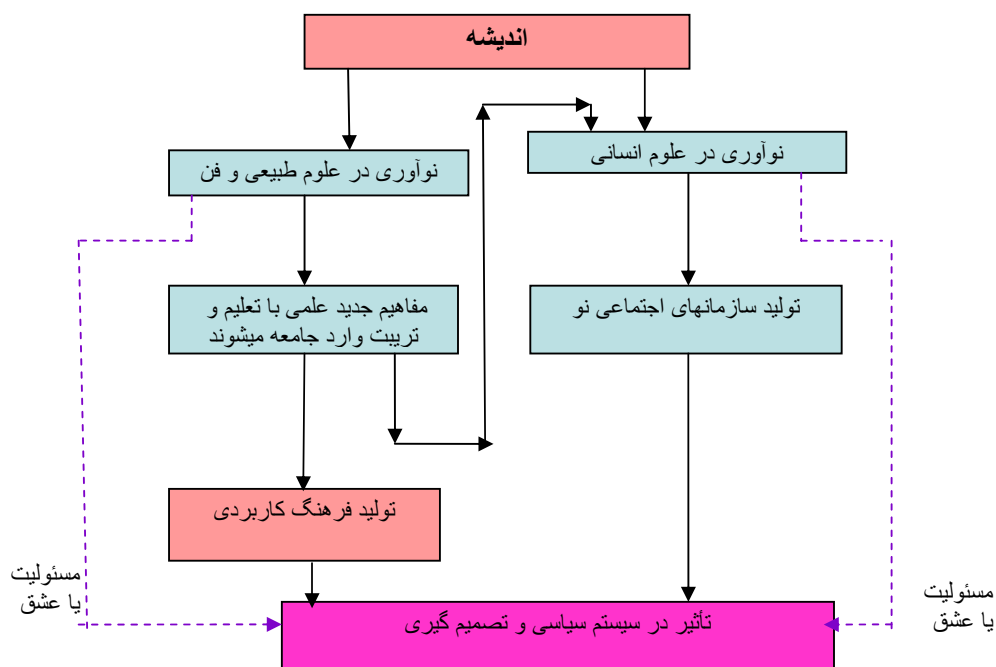 اندیشه
نوآوری در علوم انسانی
نوآوری در علوم طبیعی و فن
تولید سازمانهای اجتماعی نو
مفاهیم جدید علمی با تعلیم و
تریبت وارد جامعه میشوند
تولید فرهنگ کاربردی
مسئولیت
یا عشق
مسئولیت
یا عشق
تأثیر در سیستم سیاسی و تصمیم گیری